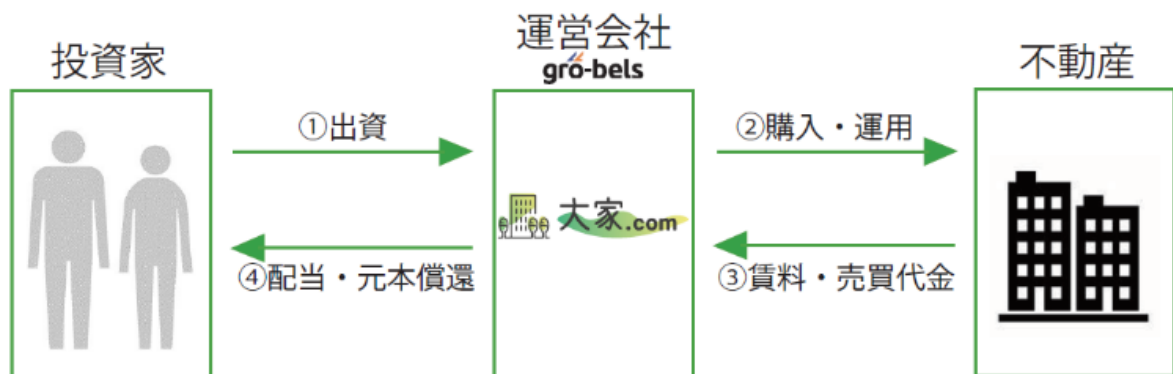 投資家
運営会社
gro-bels
不動産
①出資
②購入・運用
大家.com
④配当・元本償還
③賃料・売買代金